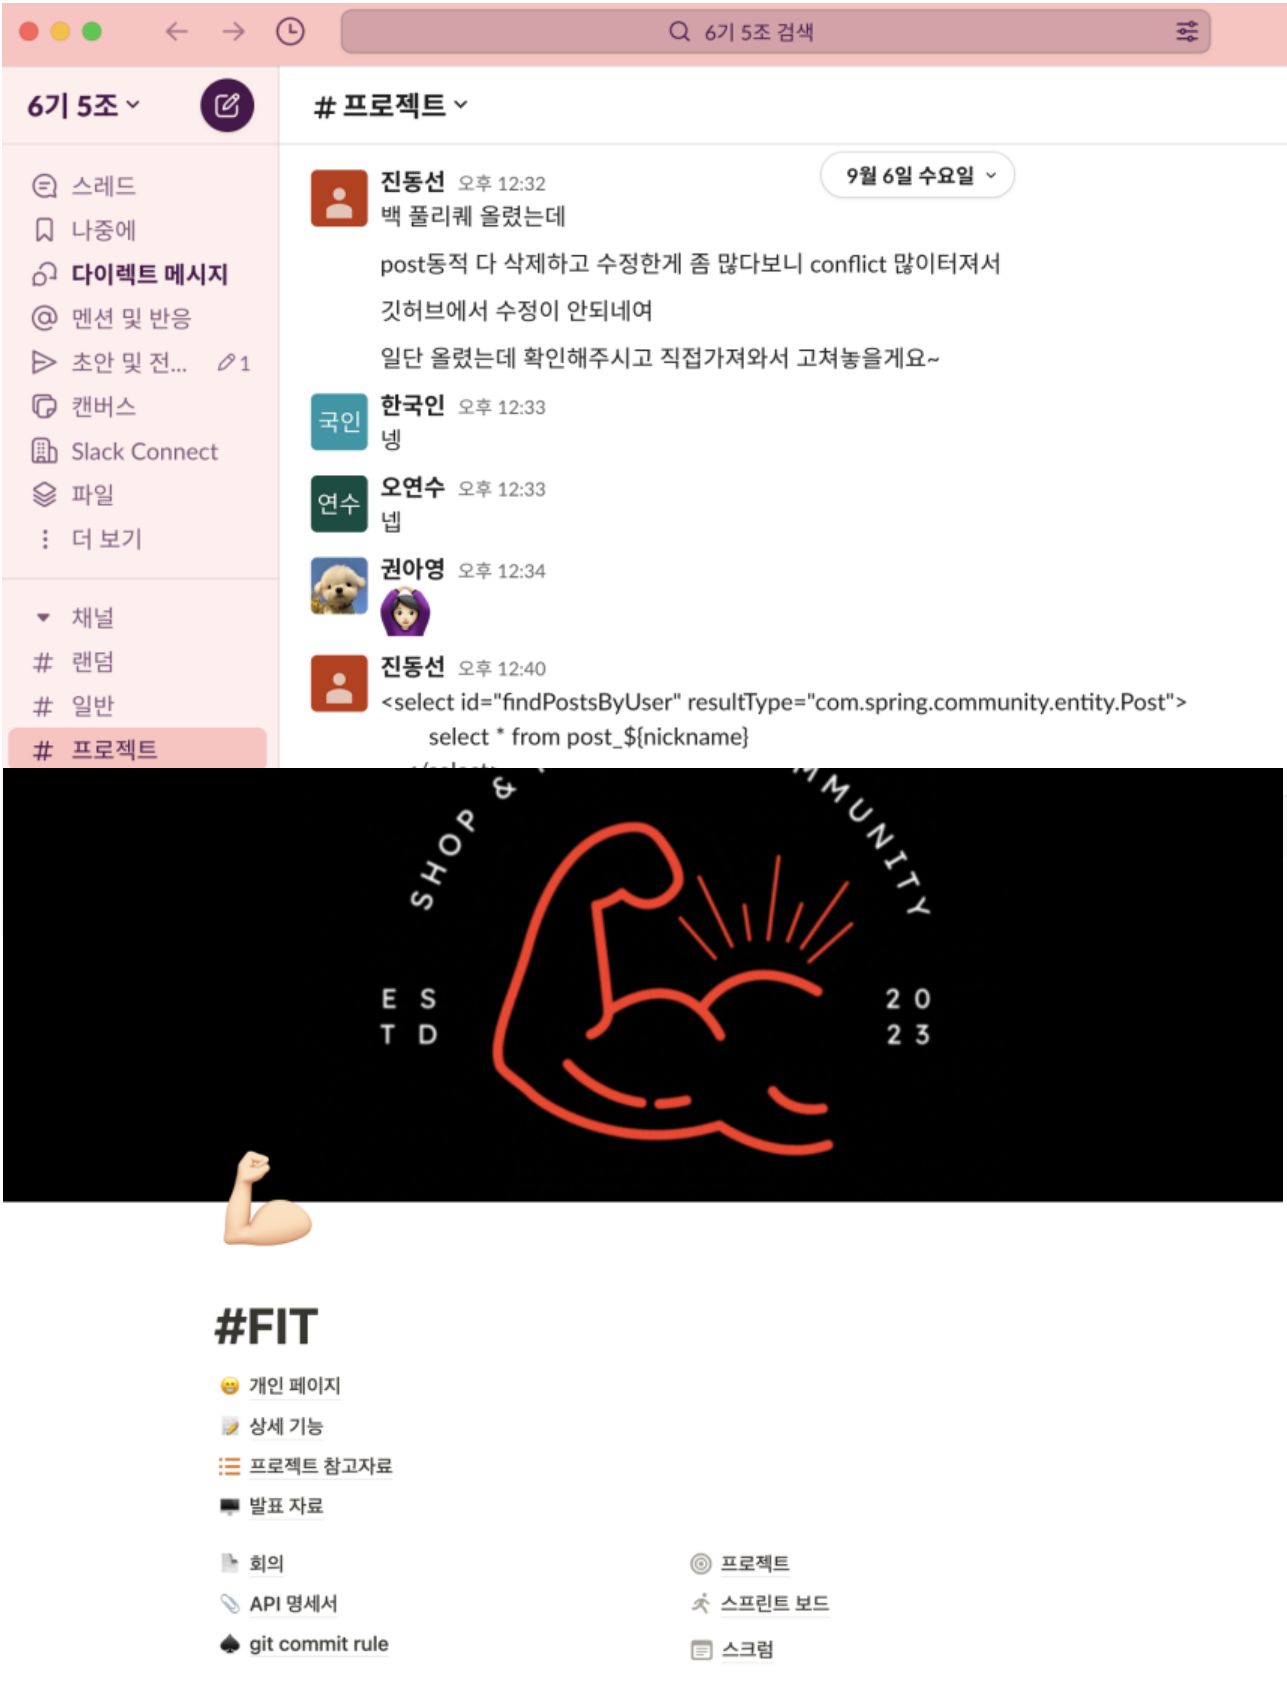 6기 5조 검색
6기 5조
# 프로젝트
스레드
나중에
다이렉트 메시지
멘션 및 반응
초안 및 전... 1
캔버스
Slack Connect
파일
더 보기
채널
# 랜덤
# 일반
# 프로젝트
9월 6일 수요일
진동선 오후 12:32
백 풀리퀘 올렸는데
post동적 다 삭제하고 수정한게 좀 많다보니 conflict 많이터져서
깃허브에서 수정이 안되네여
일단 올렸는데 확인해주시고 직접가져와서 고쳐놓을게요~
국인
한국인 오후 12:33
넹
연수
오연수 오후 12:33
넵
권아영 오후 12:34
진동선 오후 12:40
<select id="findPostsByUser" resultType="com.spring.community.entity.Post">
select * from post_${nickname}
</select>
SHOP &
MMUNITY
ES
TD
20
23
#FIT
개인 페이지
상세 기능
프로젝트 참고자료
발표 자료
회의
API 명세서
git commit rule
프로젝트
스프린트 보드
스크럼